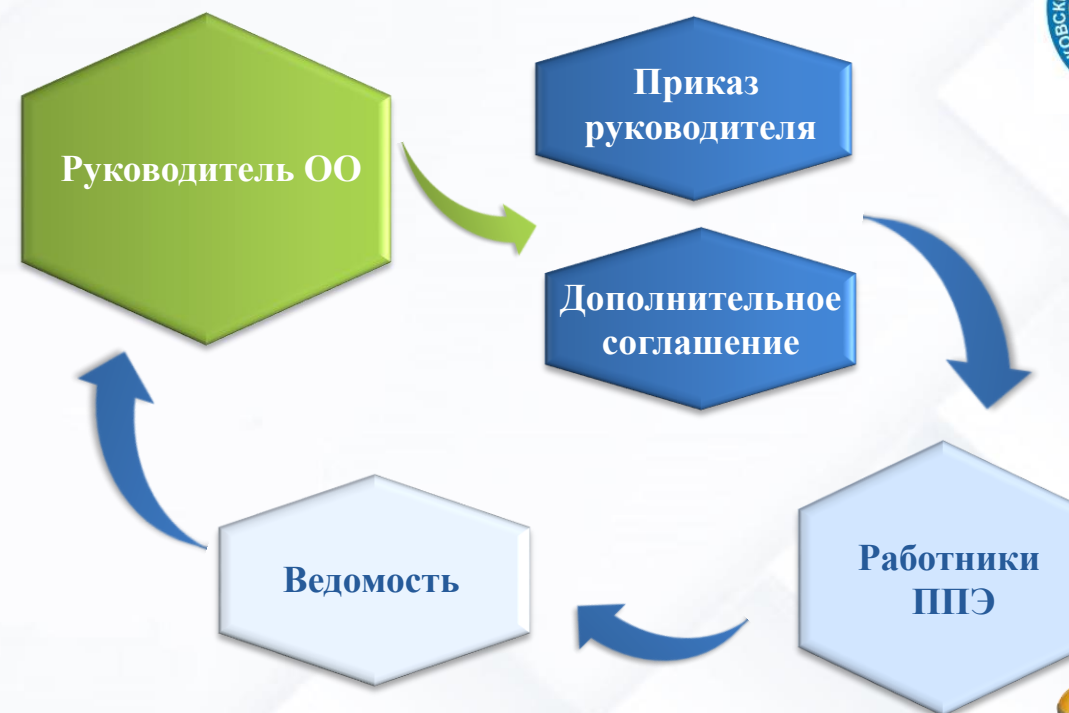 Руководитель ОО
Приказ
руководителя
Дополнительное
соглашение
Работники
ППЭ
Ведомость